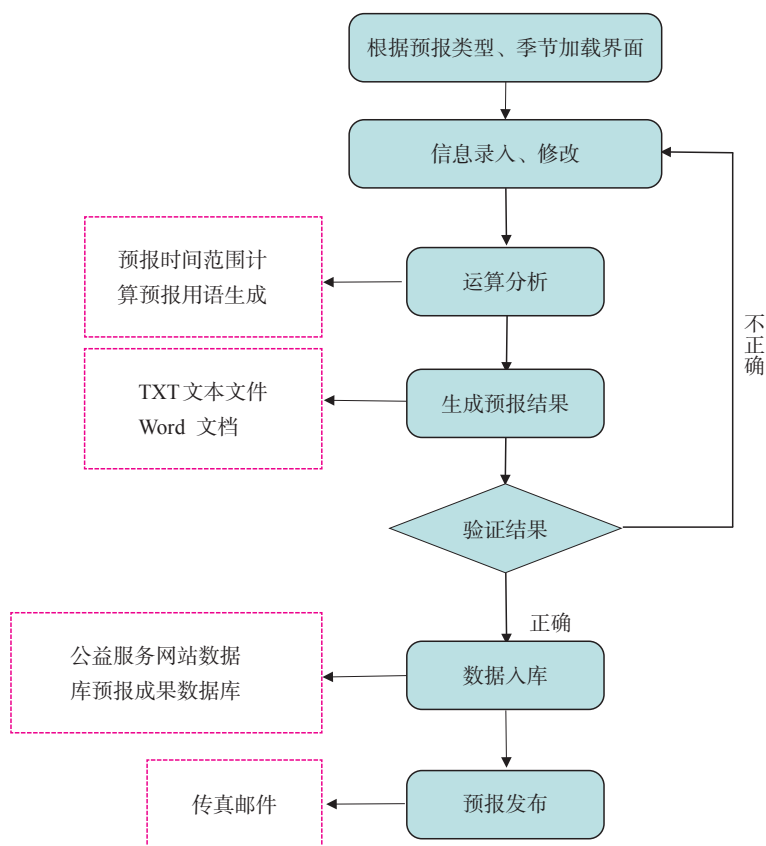 根据预报类型、季节加载界面
信息录入、修改
预报时间范围计
算预报用语生成
运算分析
不正确
TXT文本文件
Word 文档
生成预报结果
验证结果
正确
公益服务网站数据
库预报成果数据库
数据入库
传真邮件
预报发布